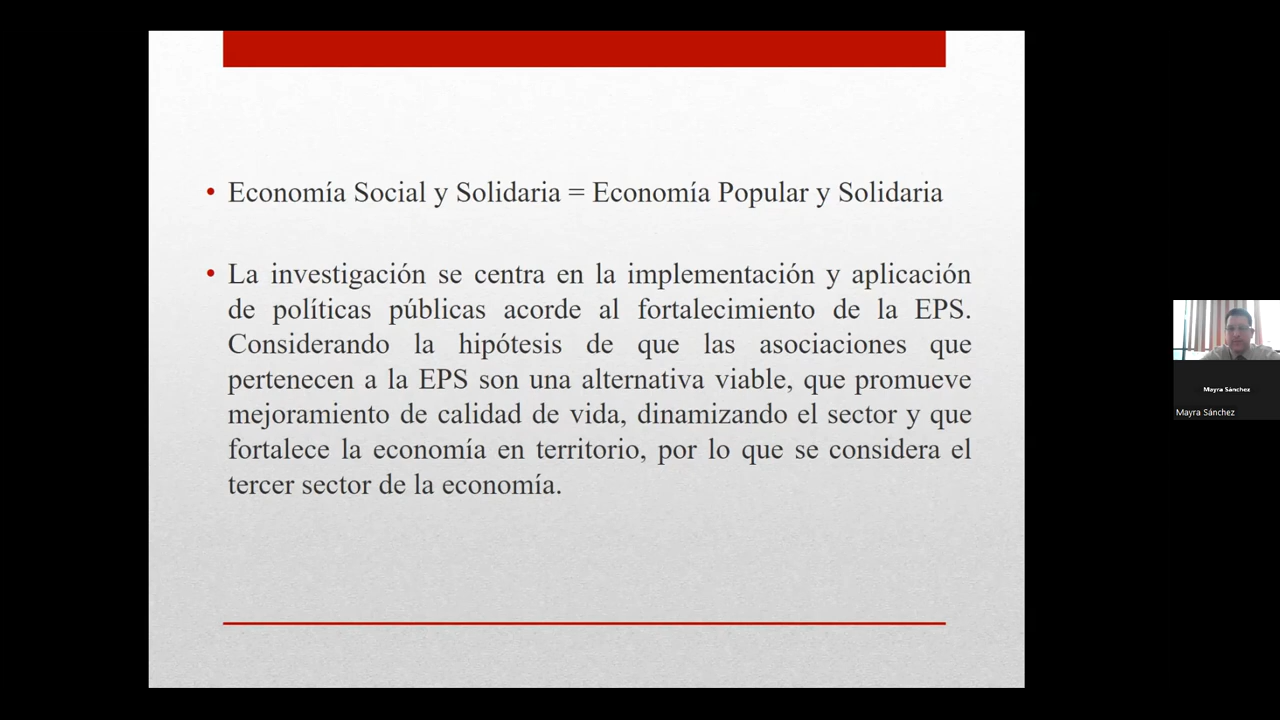 • Economía Social y Solidaria = Economía Popular y Solidaria
• La investigación se centra en la implementación y aplicación
de políticas públicas acorde al fortalecimiento de la EPS.
Considerando la hipótesis de que las asociaciones que
pertenecen a la EPS son una alternativa viable, que promueve
mejoramiento de calidad de vida, dinamizando el sector y que
fortalece la economía en territorio, por lo que se considera el
tercer sector de la economía.
Mayra Sánchez
Mayra Sánchez